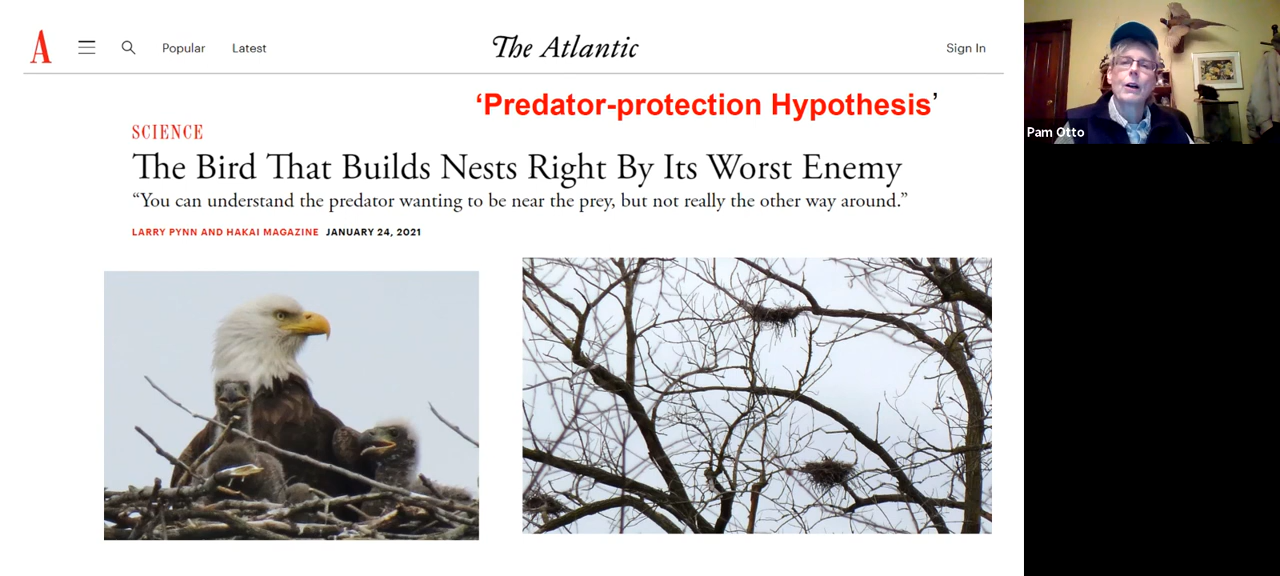 A
Popular
Latest
The Atlantic
Sign In
‘Predator-protection Hypothesis’
SCIENCE
The Bird That Builds Nests Right By Its Worst Enemy
“You can understand the predator wanting to be near the prey, but not really the other way around.”
LARRY PYNN AND HAKAI MAGAZINE JANUARY 24, 2021
Pam Otto